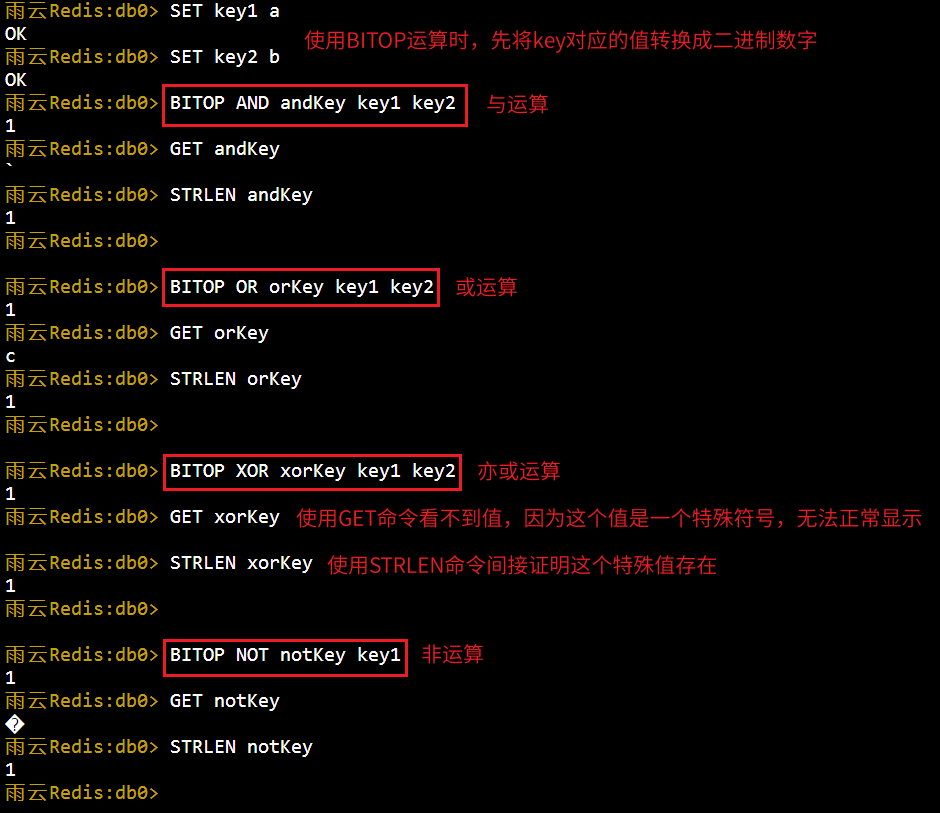 雨云Redis:db0> SET key1 a
OK
使用BITOP运算时，先将key对应的值转换成二进制数字
雨云Redis:db0> SET key2 b
OK
雨云Redis:db0> BITOP AND andKey key1 key2 与运算
1
雨云Redis:db0> GET andKey
`
雨云Redis:db0> STRLEN andKey
1
雨云Redis:db0>
雨云Redis:db0> BITOP OR orKey key1 key2 或运算
1
雨云Redis:db0> GET orKey
c
雨云Redis:db0> STRLEN orKey
1
雨云Redis:db0>
雨云Redis:db0> BITOP XOR xorKey key1 key2 亦或运算
1
雨云Redis:db0> GET xorKey 使用GET命令看不到值，因为这个值是一个特殊符号，无法正常显示
雨云Redis:db0> STRLEN xorKey 使用STRLEN命令间接证明这个特殊值存在
1
雨云Redis:db0>
雨云Redis:db0> BITOP NOT notKey key1 非运算
1
雨云Redis:db0> GET notKey
�
雨云Redis:db0> STRLEN notKey
1
雨云Redis:db0>